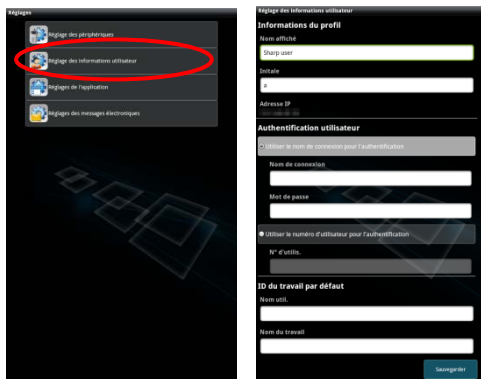 Réglages
Réglage des périphériques
Réglage des informations utilisateur
Réglages de l'application
Réglages des messages électroniques
Réglage des informations utilisateur
Informations du profil
Nom affiché
Sharp user
Initale
a
Adresse IP
Authentification utilisateur
Utiliser le nom de connexion pour l'authentification
Nom de connexion
Mot de passe
Utiliser le numéro d'utilisateur pour l'authentification
N° d'utilis.
ID du travail par défaut
Nom util.
Nom du travail
Sauvegarder